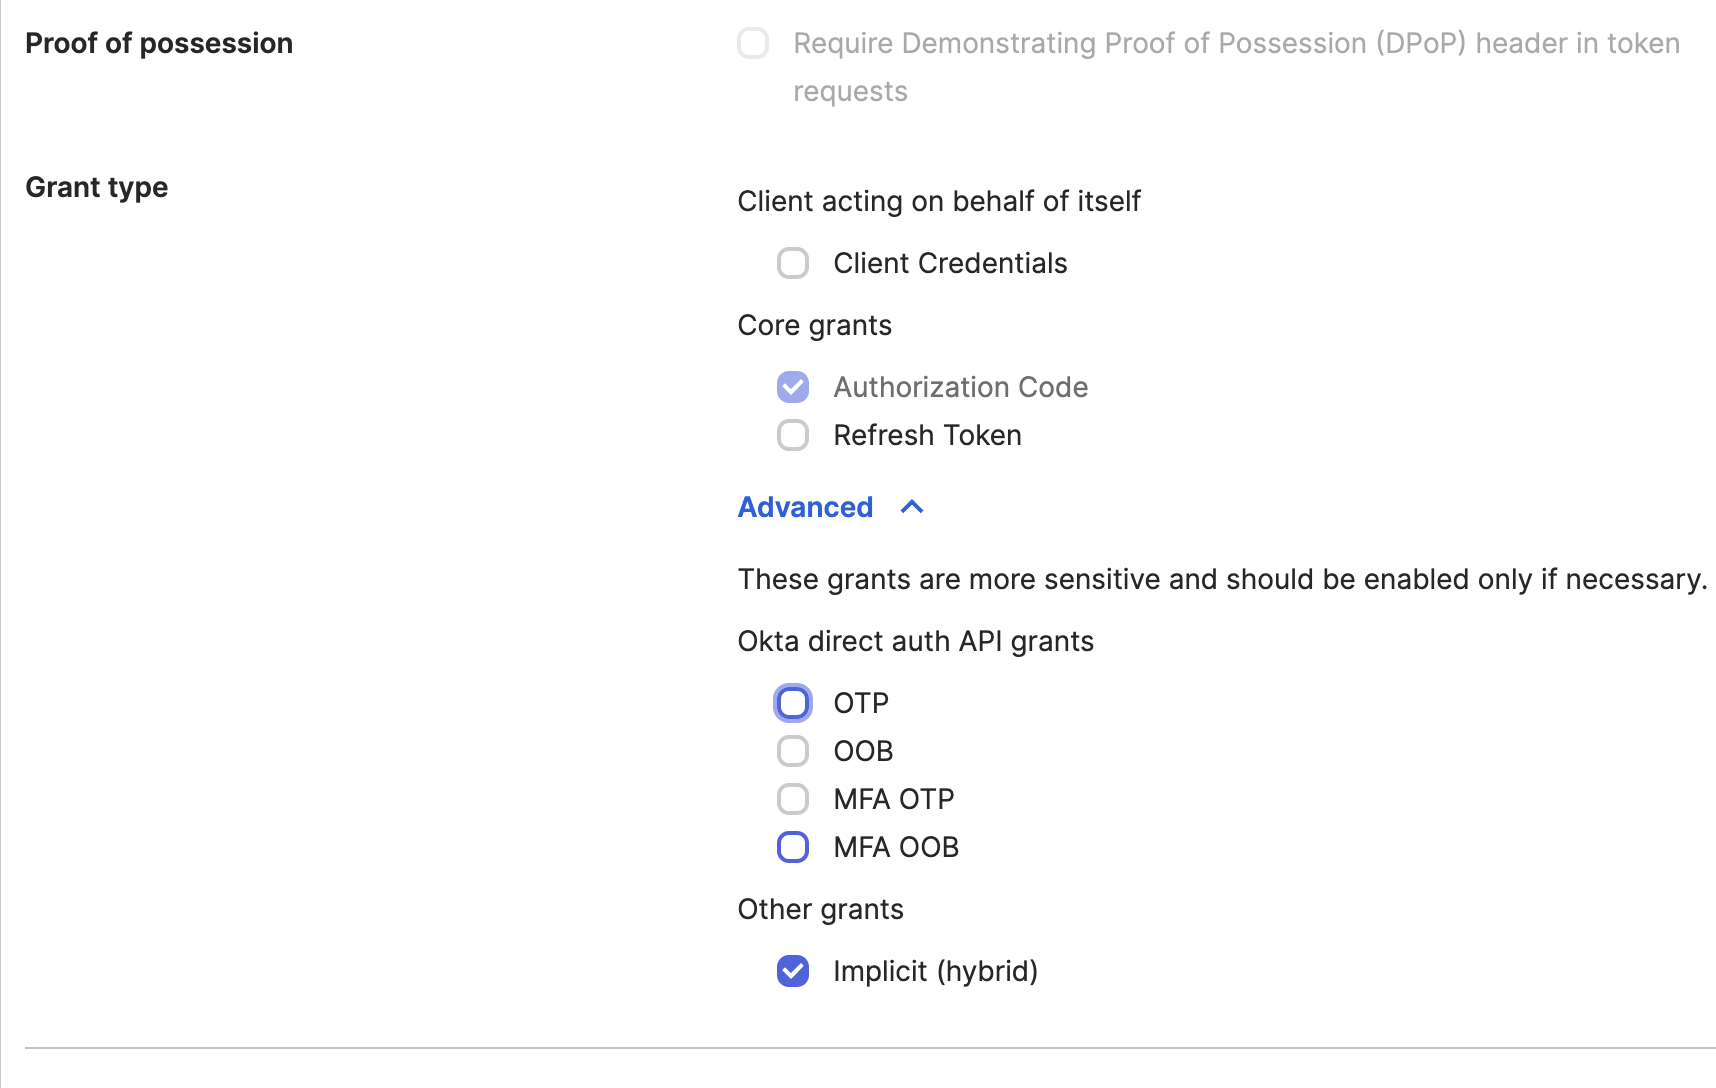 Proof of possession
Require Demonstrating Proof of Possession (DPoP) header in token
requests
Grant type
Client acting on behalf of itself
Client Credentials
Core grants
Authorization Code
Refresh Token
Advanced
These grants are more sensitive and should be enabled only if necessary.
Okta direct auth API grants
OTP
OOB
MFA OTP
MFA OOB
Other grants
Implicit (hybrid)